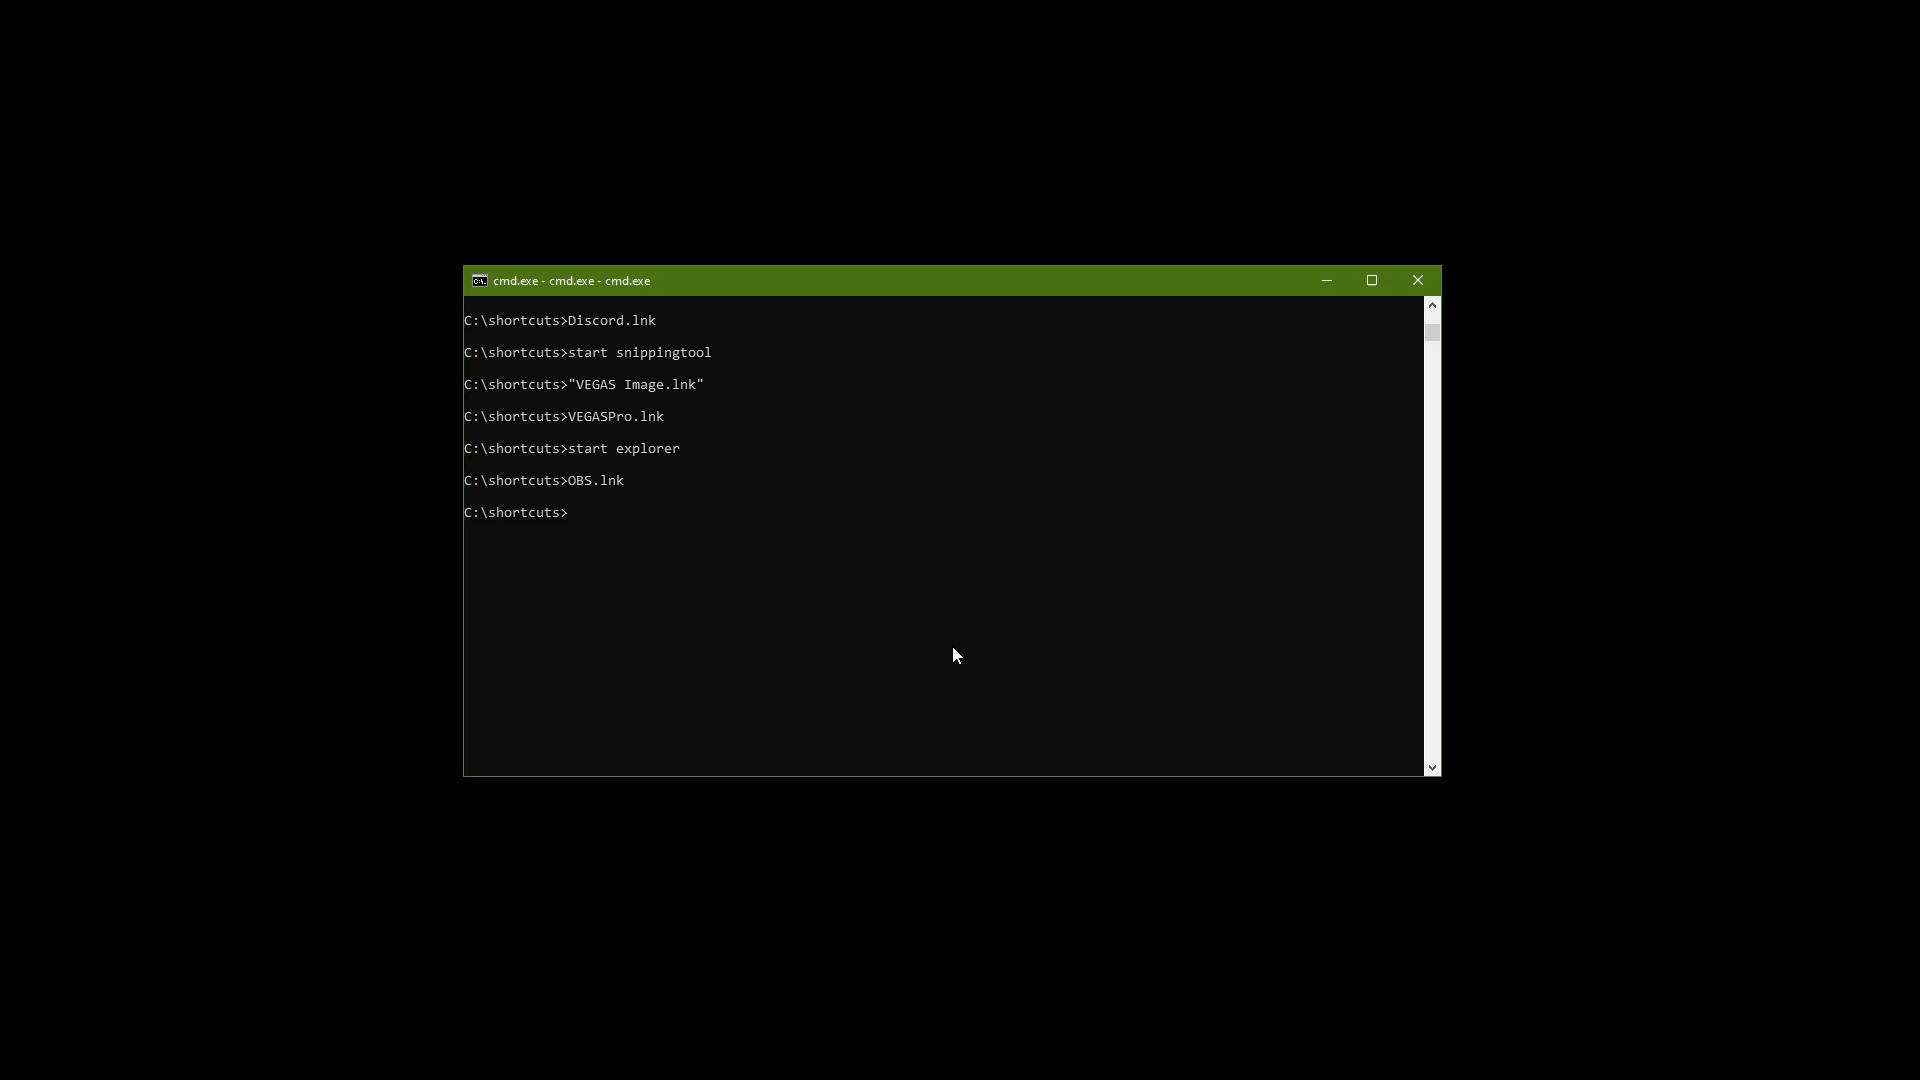 cmd.exe - cmd.exe - cmd.exe
C:\shortcuts>Discord.lnk
C:\shortcuts>start snippingtool
C:\shortcuts>"VEGAS Image.lnk"
C:\shortcuts>VEGASPro.lnk
C:\shortcuts>start explorer
C:\shortcuts>OBS.lnk
C:\shortcuts>